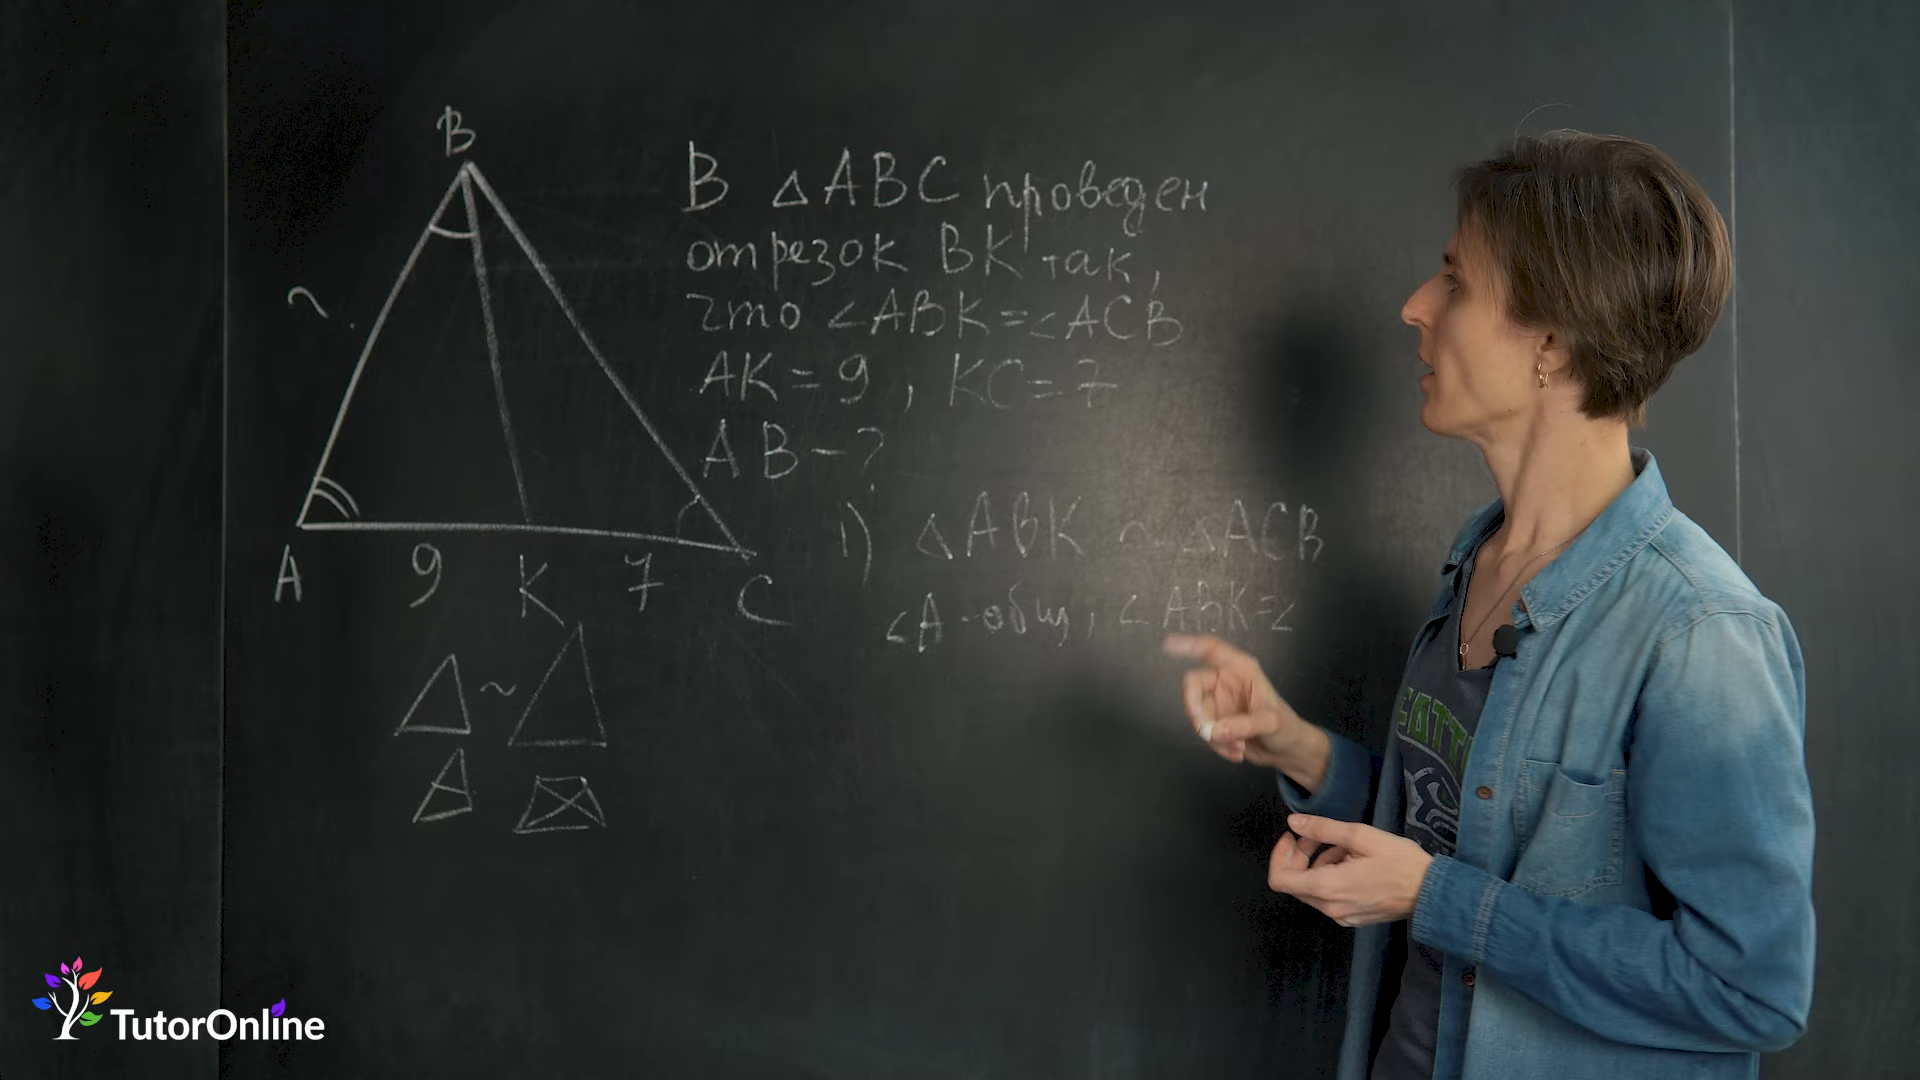 B
~
A 9 K 7 C
~
В △ABC проведен
отрезок BK так,
что ∠ABK=∠ACB
AK=9, KC=7
AB-?
1) △ABK ~ △ACB
∠A-общ, ∠ABK=∠
TutorOnline